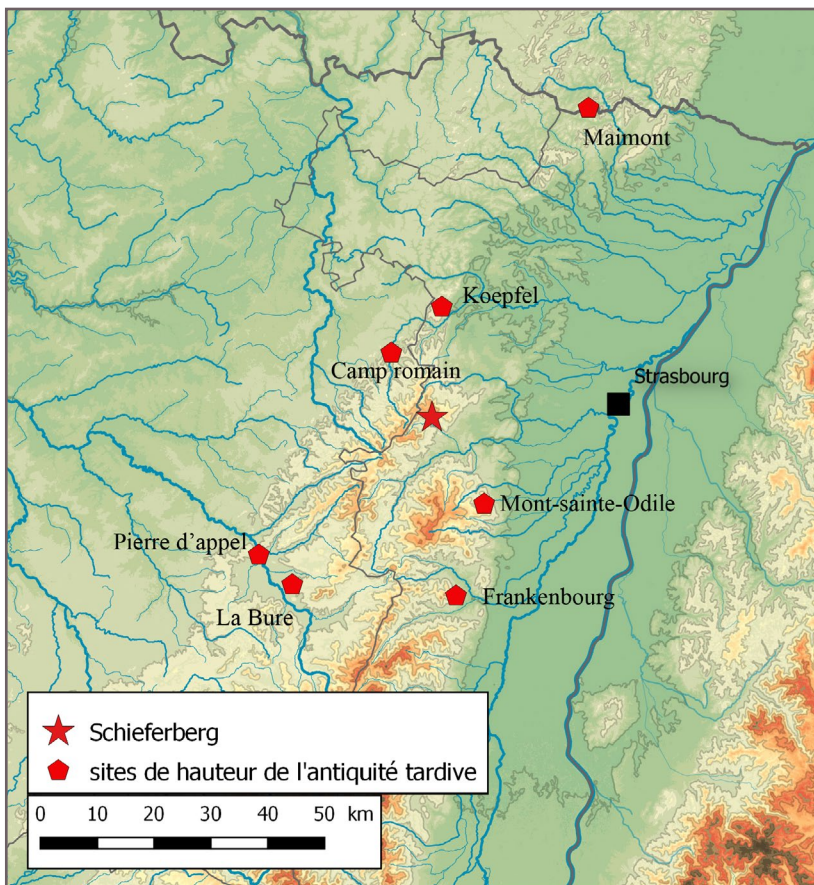 Maimont
Koepfel
Camp romain
Strasbourg
Mont-sainte-Odile
Pierre d'appel
La Bure
Frankenbourg
Schieferberg
sites de hauteur de l'antiquité tardive
0 10 20 30 40 50 km